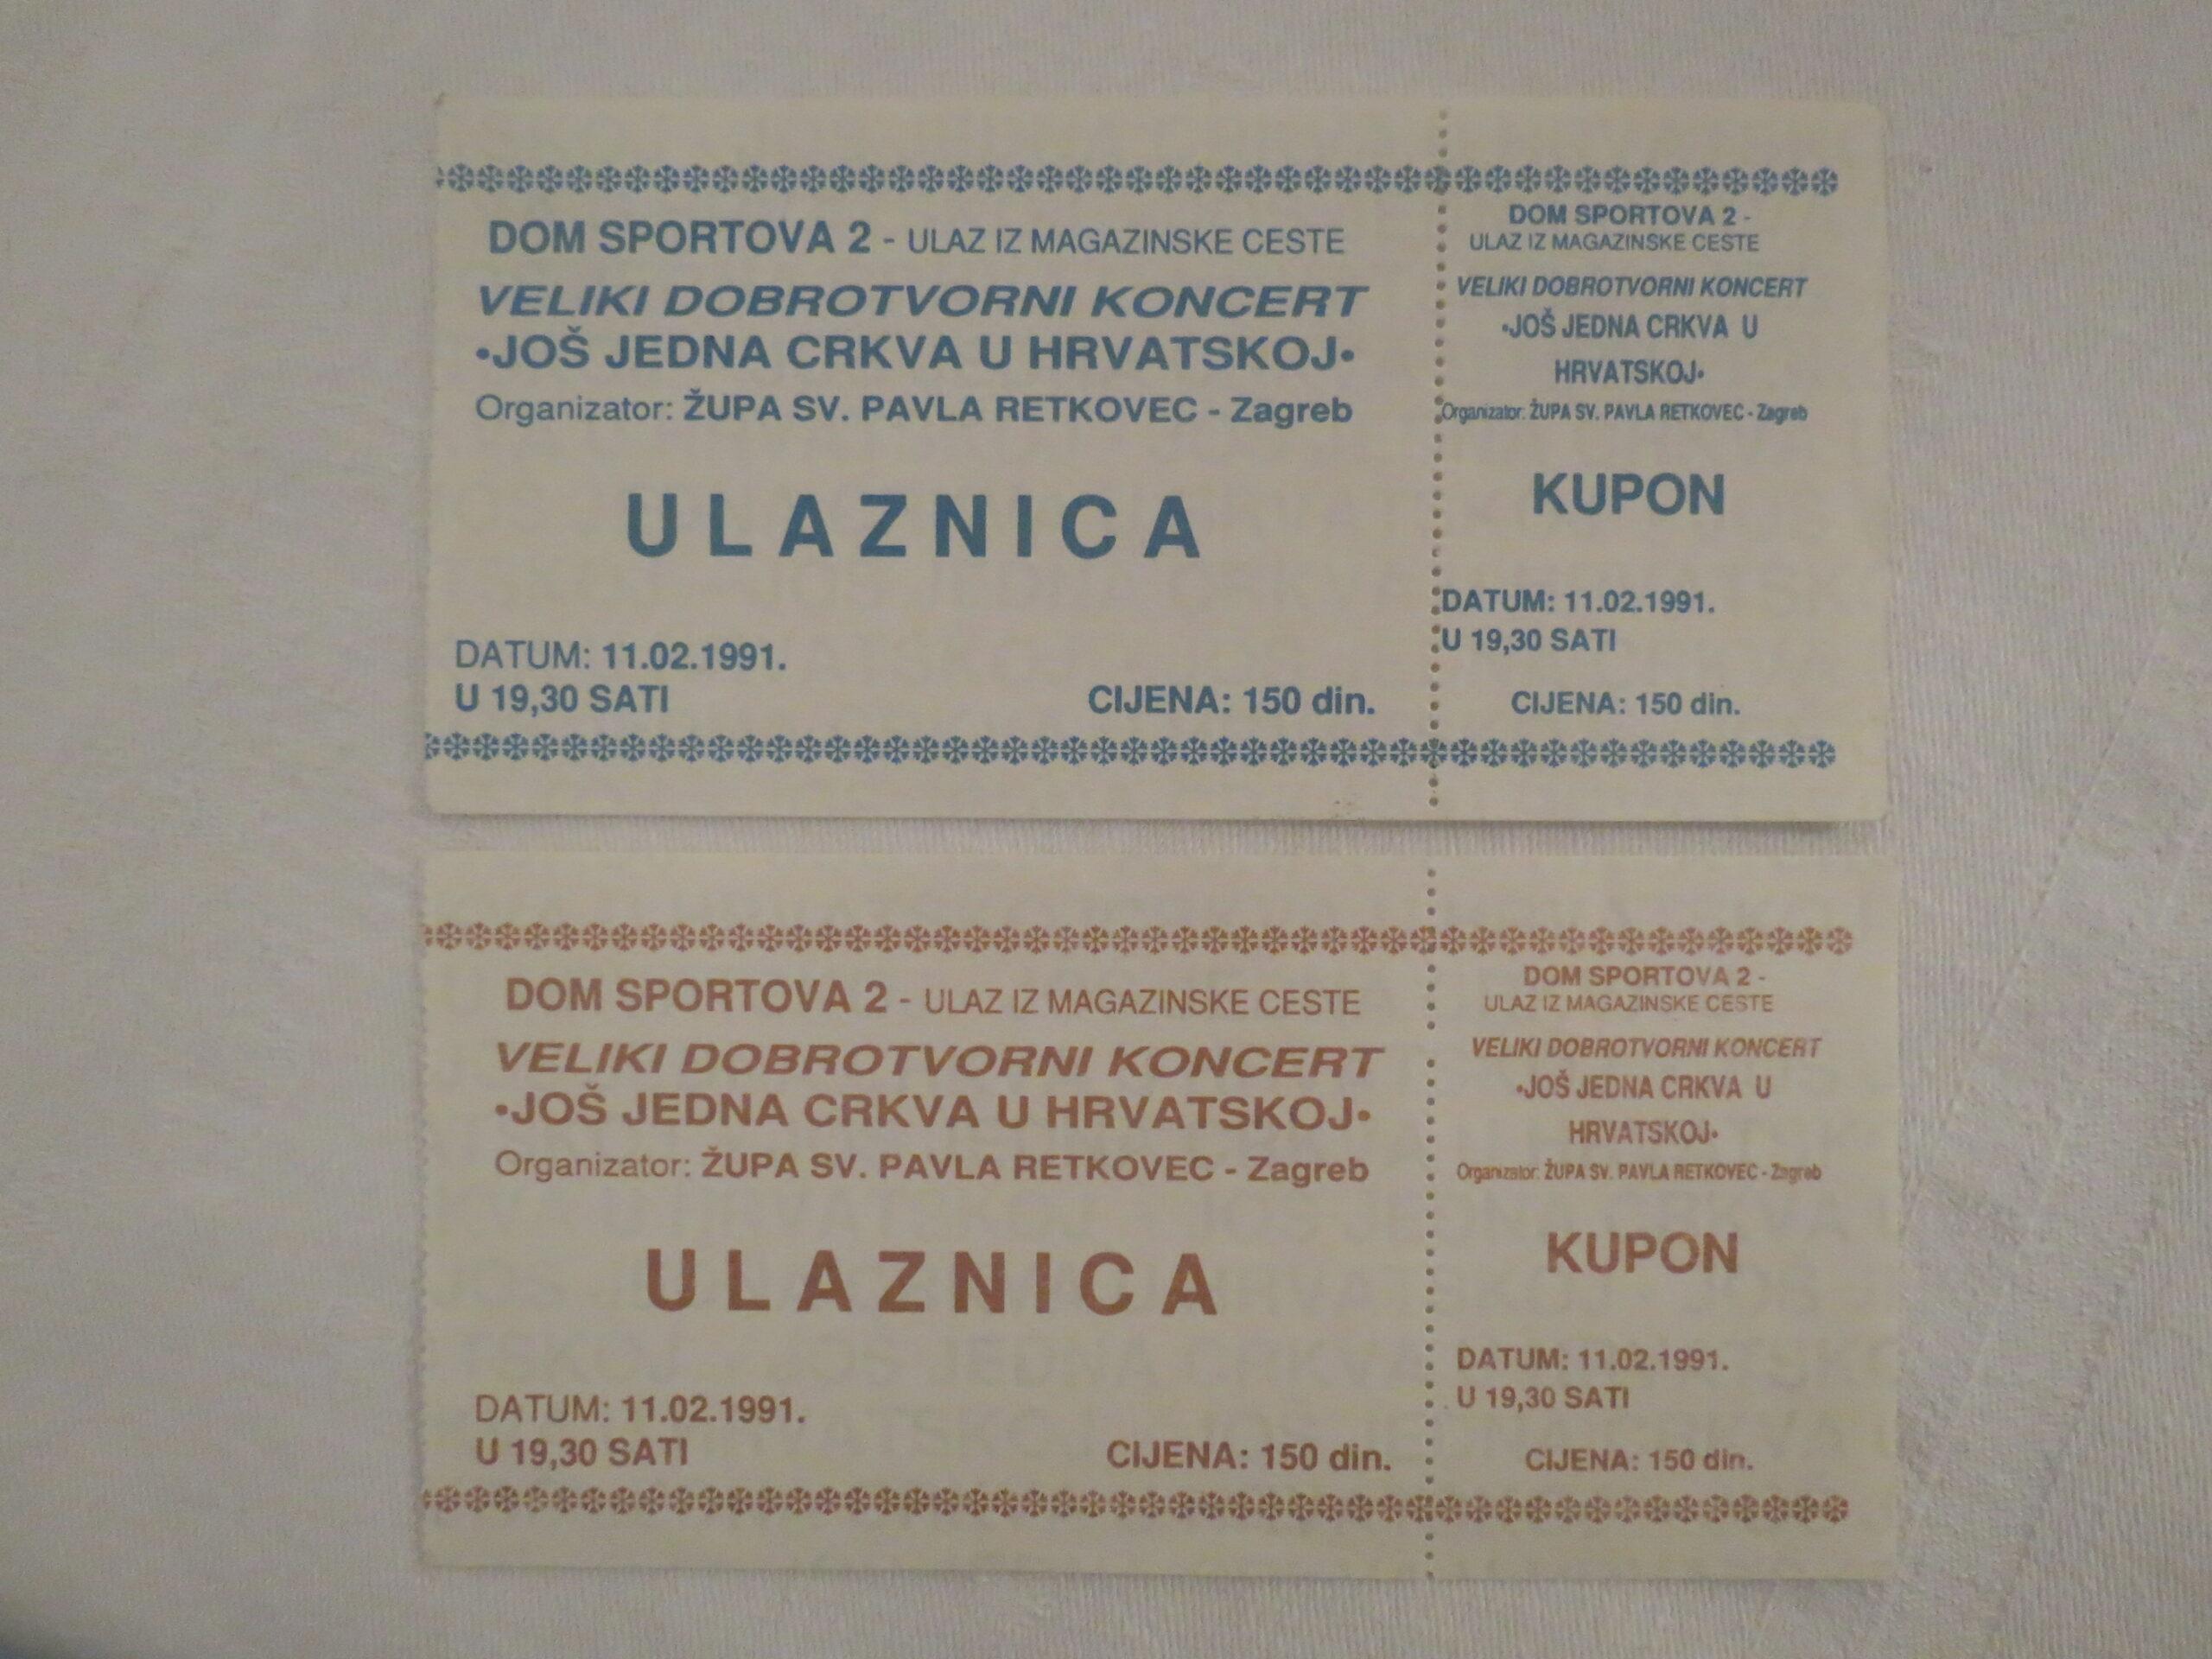 DOM SPORTOVA 2 - ULAZ IZ MAGAZINSKE CESTE
VELIKI DOBROTVORNI KONCERT
•JOŠ JEDNA CRKVA U HRVATSKOJ•
Organizator: ŽUPA SV. PAVLA RETKOVEC - Zagreb
ULAZNICA
DATUM: 11.02.1991.
U 19,30 SATI
CIJENA: 150 din.
DOM SPORTOVA 2 -
ULAZ IZ MAGAZINSKE CESTE
VELIKI DOBROTVORNI KONCERT
•JOŠ JEDNA CRKVA U
HRVATSKOJ•
Organizator: ŽUPA SV. PAVLA RETKOVEC - Zagreb
KUPON
DATUM: 11.02.1991.
U 19,30 SATI
CIJENA: 150 din.
DOM SPORTOVA 2 - ULAZ IZ MAGAZINSKE CESTE
VELIKI DOBROTVORNI KONCERT
•JOŠ JEDNA CRKVA U HRVATSKOJ•
Organizator: ŽUPA SV. PAVLA RETKOVEC - Zagreb
ULAZNICA
DATUM: 11.02.1991.
U 19,30 SATI
CIJENA: 150 din.
DOM SPORTOVA 2 -
ULAZ IZ MAGAZINSKE CESTE
VELIKI DOBROTVORNI KONCERT
•JOŠ JEDNA CRKVA U
HRVATSKOJ•
Organizator: ŽUPA SV. PAVLA RETKOVEC - Zagreb
KUPON
DATUM: 11.02.1991.
U 19,30 SATI
CIJENA: 150 din.